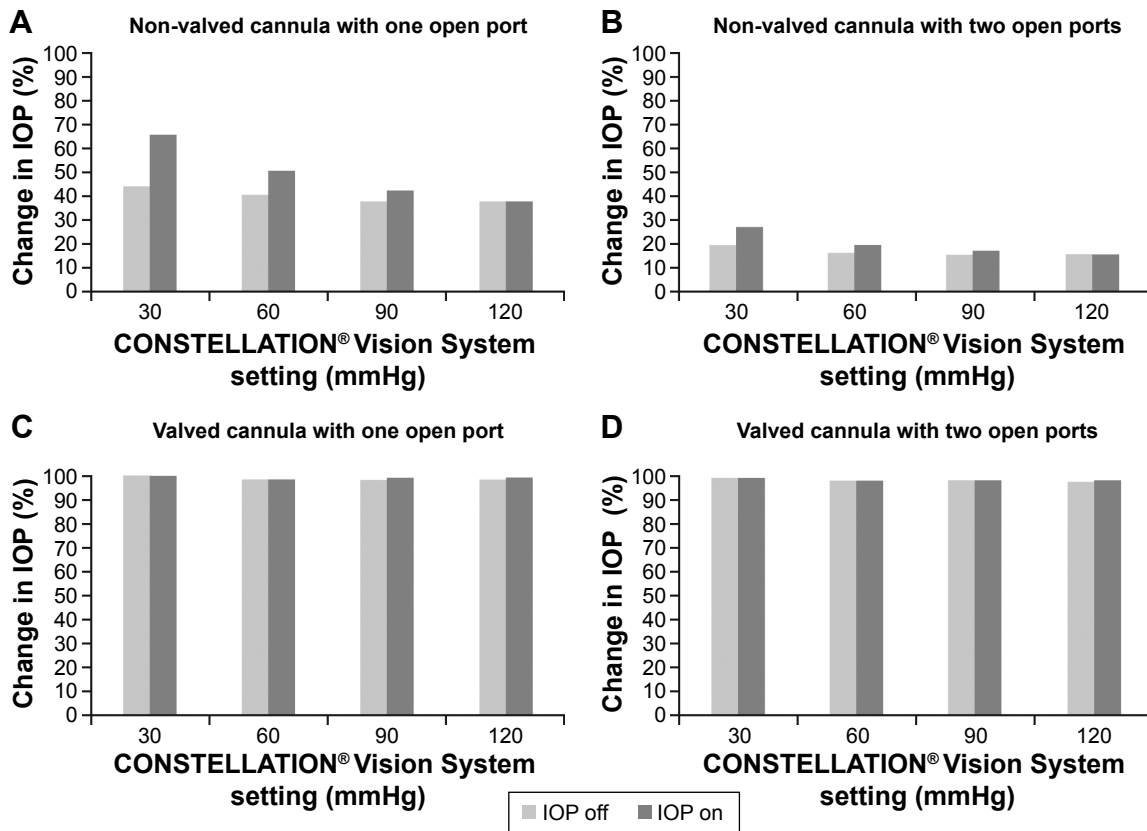 A
Non-valved cannula with one open port
Change in IOP (%)
100
90
80
70
60
50
40
30
20
10
0
30 60 90 120
CONSTELLATION® Vision System
setting (mmHg)
B
Non-valved cannula with two open ports
Change in IOP (%)
100
90
80
70
60
50
40
30
20
10
0
30 60 90 120
CONSTELLATION® Vision System
setting (mmHg)
C
Valved cannula with one open port
Change in IOP (%)
100
90
80
70
60
50
40
30
20
10
0
30 60 90 120
CONSTELLATION® Vision System
setting (mmHg)
D
Valved cannula with two open ports
Change in IOP (%)
100
90
80
70
60
50
40
30
20
10
0
30 60 90 120
CONSTELLATION® Vision System
setting (mmHg)
IOP off IOP on